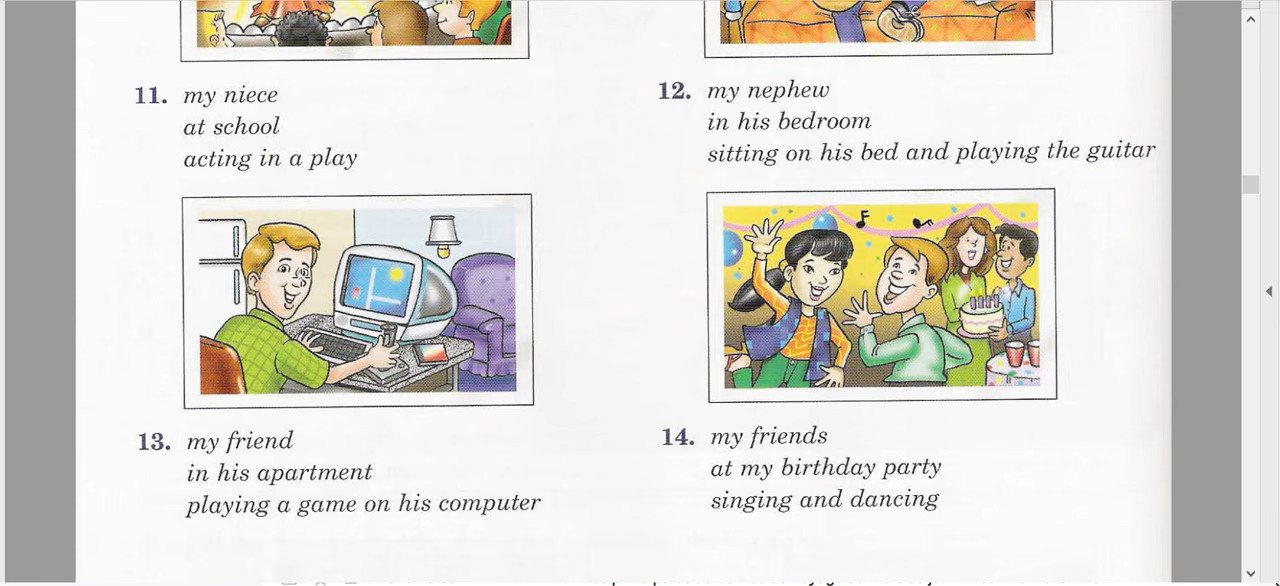 11. my niece
at school
acting in a play
12. my nephew
in his bedroom
sitting on his bed and playing the guitar
13. my friend
in his apartment
playing a game on his computer
14. my friends
at my birthday party
singing and dancing